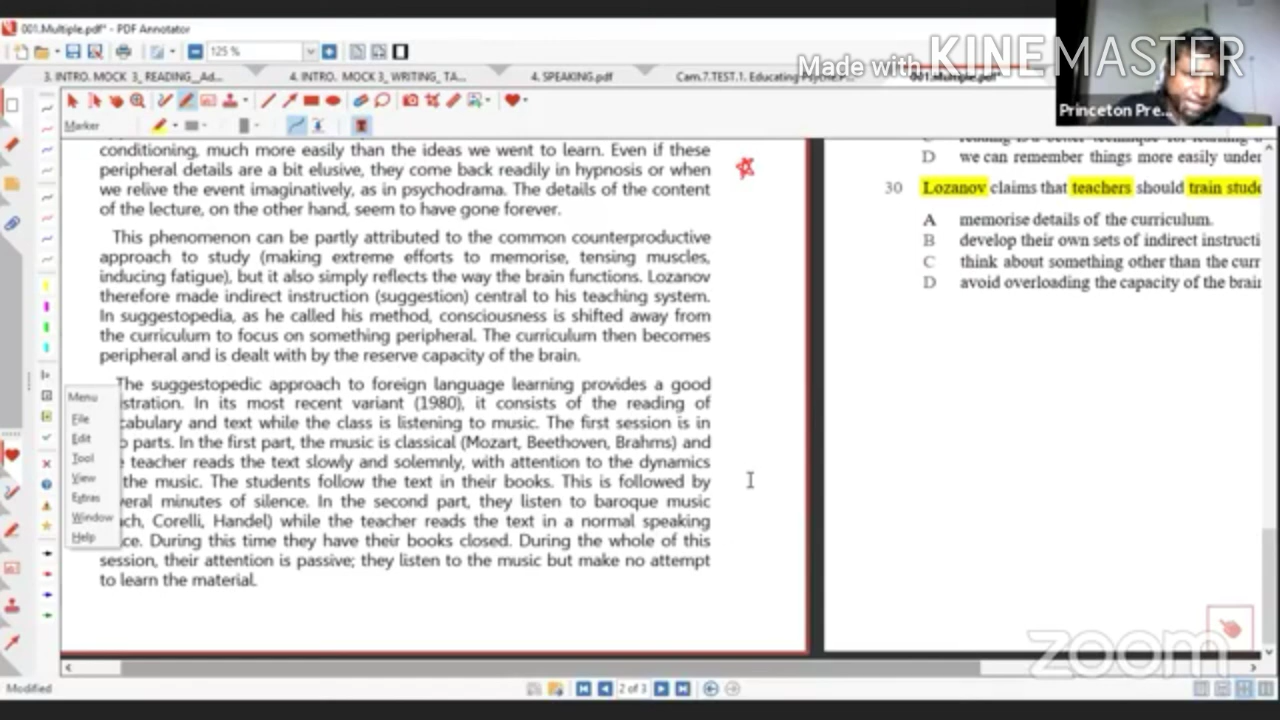 001.Multiple.pdf* - PDF Annotator
Made with KINEMASTER
125 %
3. INTRO. MOCK 3_ READING_Ad...
4. INTRO. MOCK 3_ WRITING_ TA...
4. SPEAKING.pdf
Cam.7.TEST.1. Educating Psyche
001.Multiple.pdf*
Princeton Pre...
Marker
conditioning, much more easily than the ideas we went to learn. Even if these
peripheral details are a bit elusive, they come back readily in hypnosis or when
we relive the event imaginatively, as in psychodrama. The details of the content
of the lecture, on the other hand, seem to have gone forever.
This phenomenon can be partly attributed to the common counterproductive
approach to study (making extreme efforts to memorise, tensing muscles,
inducing fatigue), but it also simply reflects the way the brain functions. Lozanov
therefore made indirect instruction (suggestion) central to his teaching system.
In suggestopedia, as he called his method, consciousness is shifted away from
the curriculum to focus on something peripheral. The curriculum then becomes
peripheral and is dealt with by the reserve capacity of the brain.
The suggestopedic approach to foreign language learning provides a good
stration. In its most recent variant (1980), it consists of the reading of
cabulary and text while the class is listening to music. The first session is in
parts. In the first part, the music is classical (Mozart, Beethoven, Brahms) and
teacher reads the text slowly and solemnly, with attention to the dynamics
the music. The students follow the text in their books. This is followed by
eral minutes of silence. In the second part, they listen to baroque music
ch, Corelli, Handel) while the teacher reads the text in a normal speaking
ce. During this time they have their books closed. During the whole of this
session, their attention is passive; they listen to the music but make no attempt
to learn the material.
Menu
File
Edit
Tool
View
Extras
Window
Help
D we can remember things more easily under
30 Lozanov claims that teachers should train stude
A memorise details of the curriculum.
B develop their own sets of indirect instructi
C think about something other than the curr
D avoid overloading the capacity of the brain
zoom
Modified
2 of 3